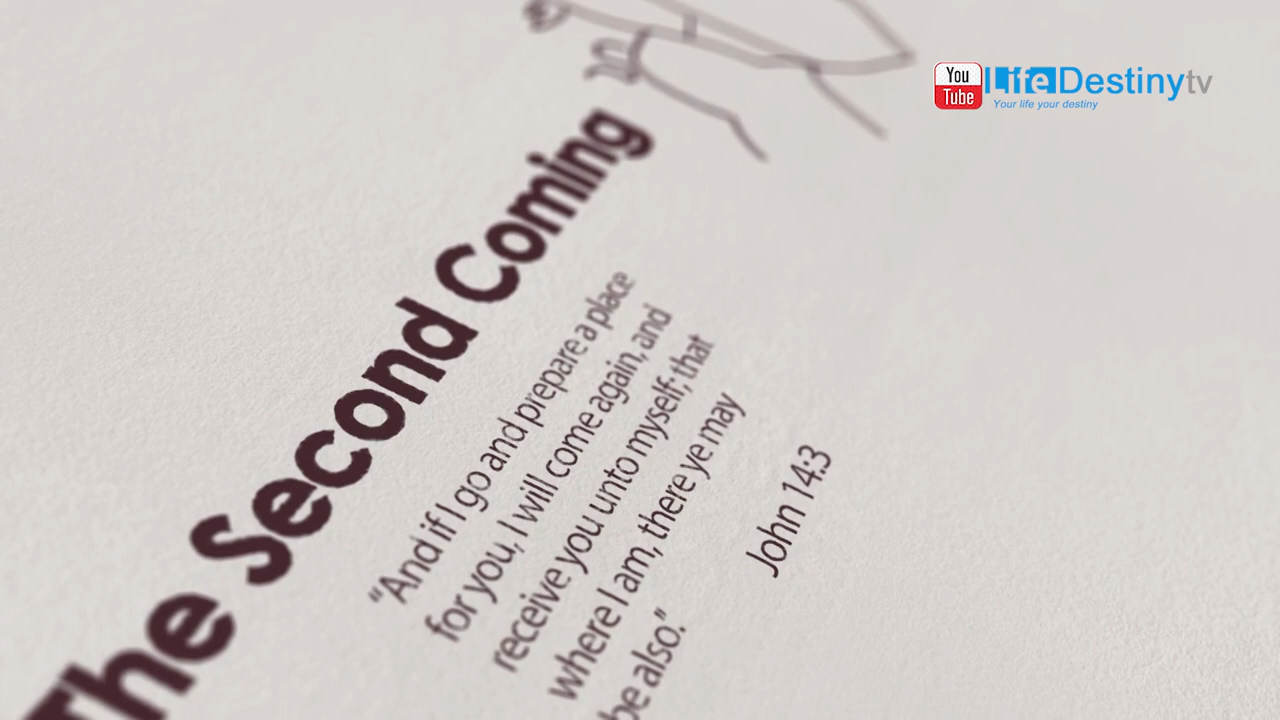 You
Tube
LifeDestinytv
Your life your destiny
The Second Coming
“And if I go and prepare a place
for you, I will come again, and
receive you unto myself; that
where I am, there ye may
be also.”
John 14:3